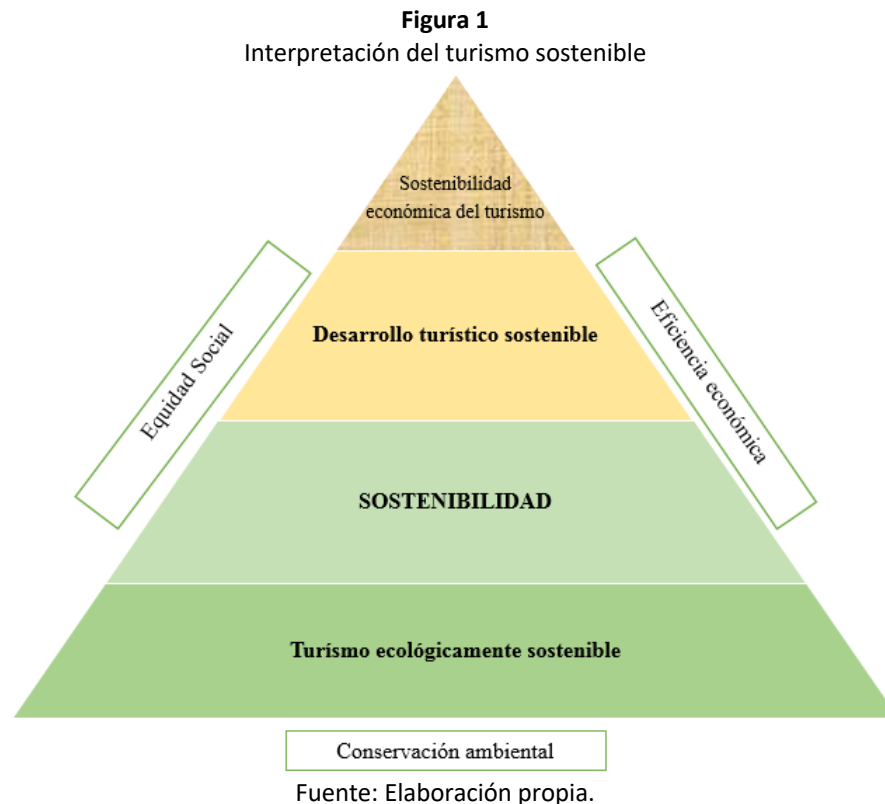 Figura 1
Interpretación del turismo sostenible
Sostenibilidad
económica del turismo
Equidad Social
Eficiencia económica
Desarrollo turístico sostenible
SOSTENIBILIDAD
Turísmo ecológicamente sostenible
Conservación ambiental
Fuente: Elaboración propia.